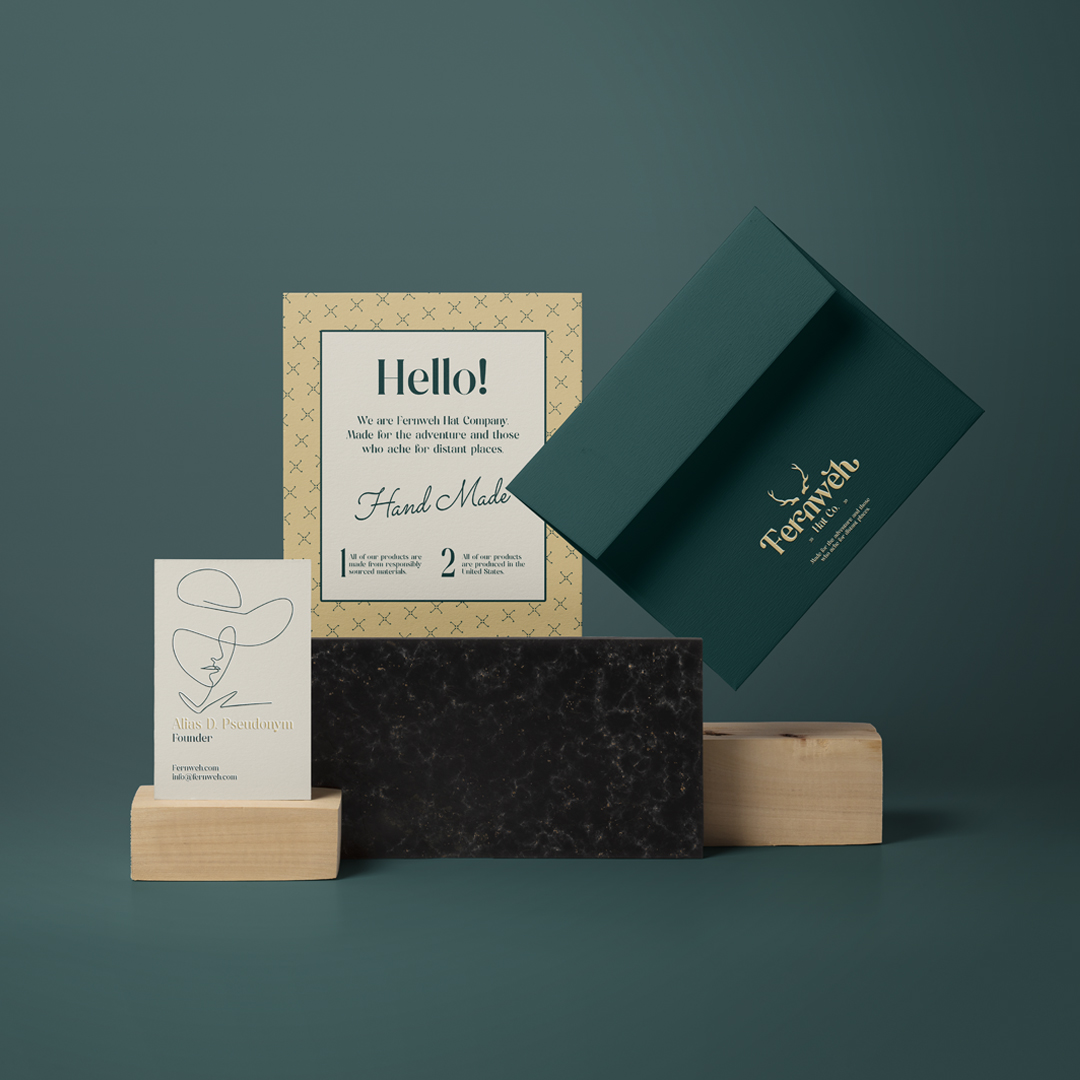 Hello!
We are Fernweh Hat Company.
Made for the adventure and those
who ache for distant places.
Hand Made
1
All of our products are
made from responsibly
sourced materials.
2
All of our products
are produced in the
United States.
Fernweh
" Hat Co. "
Made for the adventure and those
who ache for distant places.
Alias D. Pseudonym
Founder
Fernweh.com
info@fernweh.com